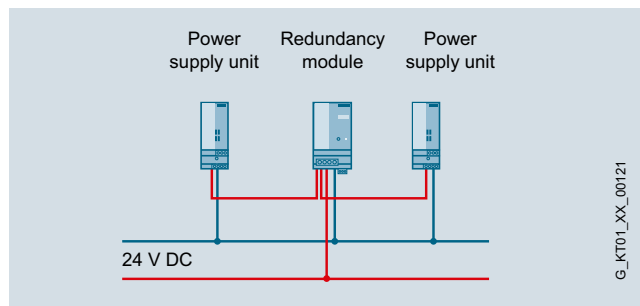 Power
supply unit
Redundancy
module
Power
supply unit
24 V DC
G_KT01_XX_00121